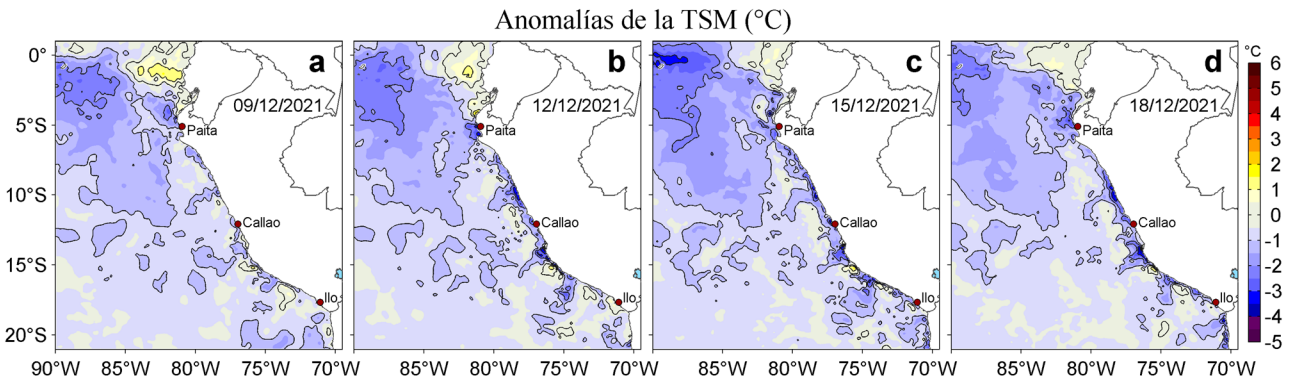 Anomalías de la TSM (°C)
a
09/12/2021
Paita
Callao
Ilo
0°
5°S
10°S
15°S
20°S
90°W
85°W
80°W
75°W
70°W
b
12/12/2021
Paita
Callao
Ilo
85°W
80°W
75°W
70°W
c
15/12/2021
Paita
Callao
Ilo
85°W
80°W
75°W
70°W
d
18/12/2021
Paita
Callao
Ilo
85°W
80°W
75°W
70°W
°C
6
5
4
3
2
1
0
-1
-2
-3
-4
-5